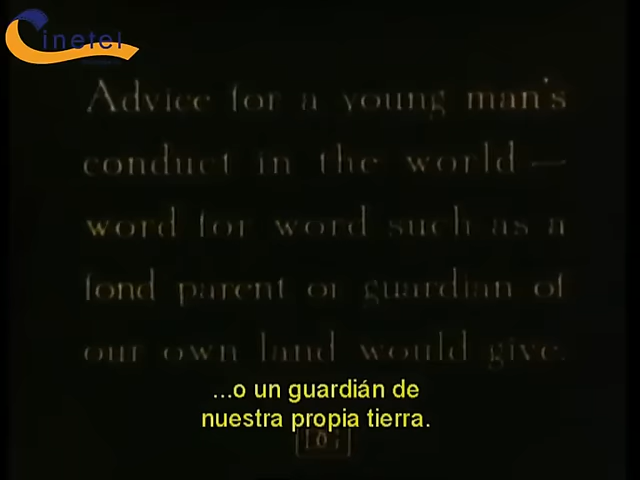 Cinetel
Advice for a young man's
conduct in the world —
word for word such as a
fond parent or guardian of
our own land would give.
...o un guardián de
nuestra propia tierra.